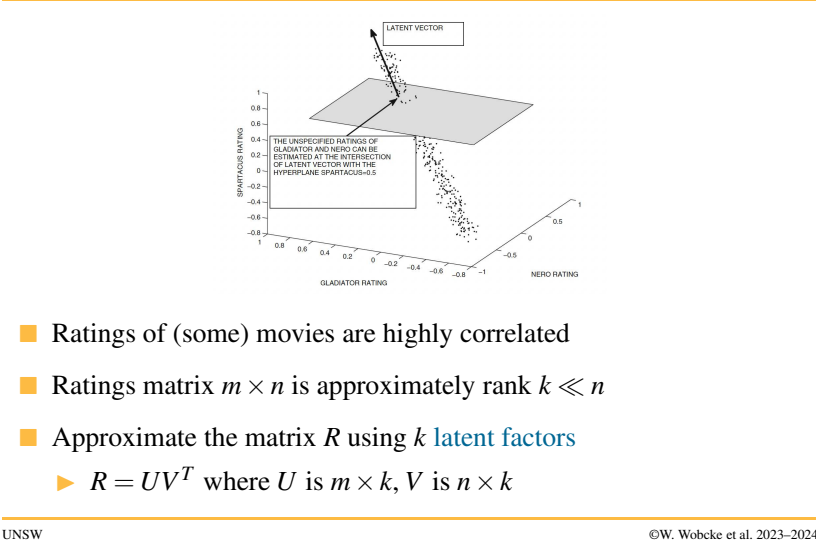 LATENT VECTOR
THE UNSPECIFIED RATINGS OF
GLADIATOR AND NERO CAN BE
ESTIMATED AT THE INTERSECTION
OF LATENT VECTOR WITH THE
HYPERPLANE SPARTACUS=0.5
SPARTACUS RATING
1
0.8
0.6
0.4
0.2
0
−0.2
−0.4
−0.6
−0.8
1
0.8
0.6
0.4
0.2
0
−0.2
−0.4
−0.6
−0.8
GLADIATOR RATING
−1
−0.5
0
0.5
1
NERO RATING
Ratings of (some) movies are highly correlated
Ratings matrix m × n is approximately rank k ≪ n
Approximate the matrix R using k latent factors
R = UV^T where U is m × k, V is n × k
UNSW ©W. Wobcke et al. 2023–2024